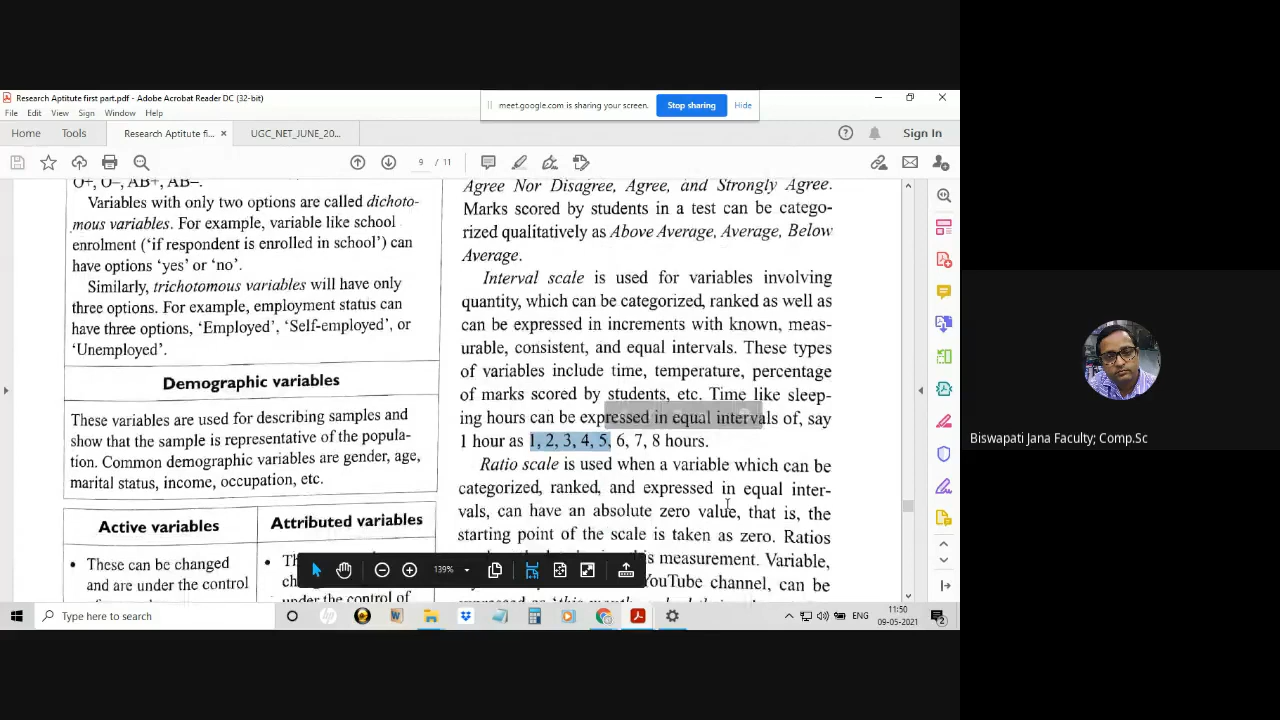 Research Aptitute first part.pdf - Adobe Acrobat Reader DC (32-bit)
meet.google.com is sharing your screen.
Stop sharing
Hide
File Edit View Sign Window Help
Home Tools Research Aptitute fi... × UGC_NET_JUNE_20... Sign In
9 / 11
O+, O–, AB+, AB–.
Variables with only two options are called dichoto-
mous variables. For example, variable like school
enrolment (‘if respondent is enrolled in school’) can
have options ‘yes’ or ‘no’.
Similarly, trichotomous variables will have only
three options. For example, employment status can
have three options, ‘Employed’, ‘Self-employed’, or
‘Unemployed’.
Demographic variables
These variables are used for describing samples and
show that the sample is representative of the popula-
tion. Common demographic variables are gender, age,
marital status, income, occupation, etc.
Active variables
Attributed variables
• These can be changed
and are under the control
under the control of
Agree Nor Disagree, Agree, and Strongly Agree.
Marks scored by students in a test can be catego-
rized qualitatively as Above Average, Average, Below
Average.
Interval scale is used for variables involving
quantity, which can be categorized, ranked as well as
can be expressed in increments with known, meas-
urable, consistent, and equal intervals. These types
of variables include time, temperature, percentage
of marks scored by students, etc. Time like sleep-
ing hours can be expressed in equal intervals of, say
1 hour as 1, 2, 3, 4, 5, 6, 7, 8 hours.
Ratio scale is used when a variable which can be
categorized, ranked, and expressed in equal inter-
vals, can have an absolute zero value, that is, the
starting point of the scale is taken as zero. Ratios
measurement. Variable,
YouTube channel, can be
139%
Biswapati Jana Faculty; Comp.Sc
Type here to search
ENG
11:50
09-05-2021
2